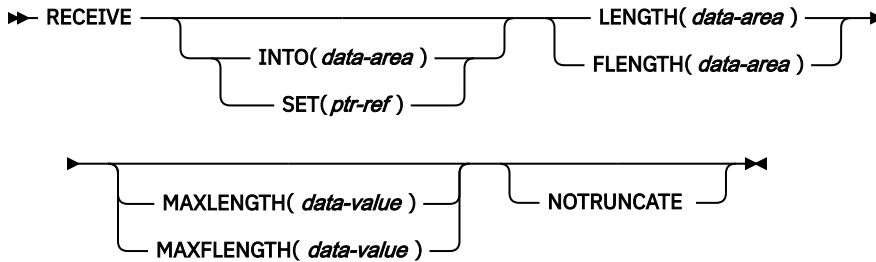 RECEIVE
INTO( data-area )
SET( ptr-ref )
LENGTH( data-area )
FLENGTH( data-area )
MAXLENGTH( data-value )
MAXFLENGTH( data-value )
NOTRUNCATE